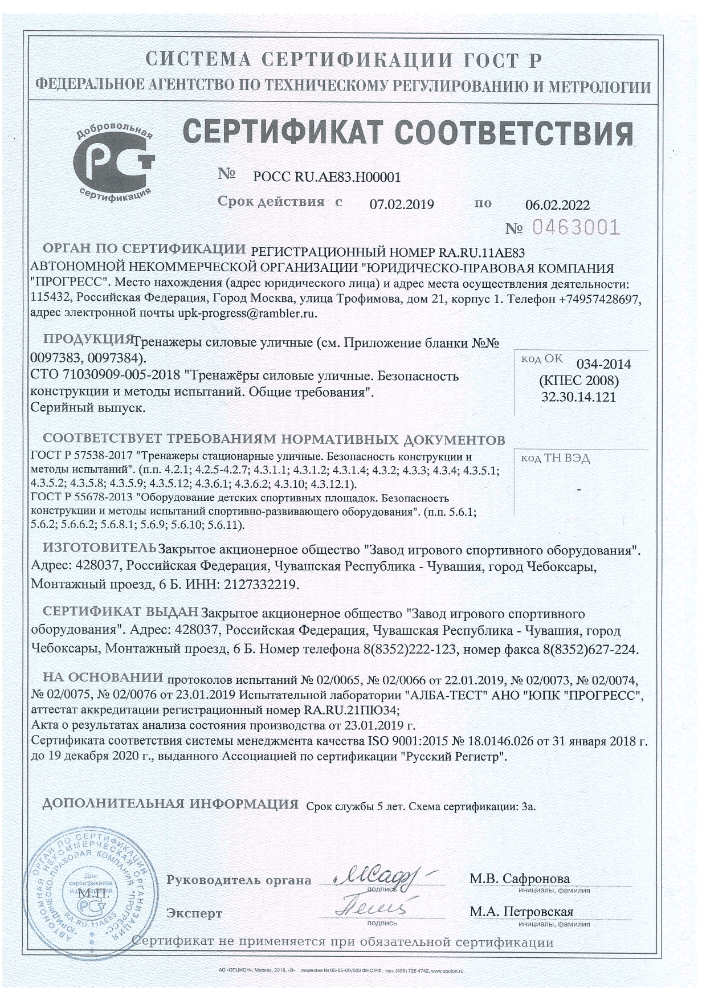 СИСТЕМА СЕРТИФИКАЦИИ ГОСТ Р
ФЕДЕРАЛЬНОЕ АГЕНТСТВО ПО ТЕХНИЧЕСКОМУ РЕГУЛИРОВАНИЮ И МЕТРОЛОГИИ
Добровольная
РСТ
сертификация
СЕРТИФИКАТ СООТВЕТСТВИЯ
№ РОСС RU.АЕ83.Н00001
Срок действия с 07.02.2019 по 06.02.2022
№ 0463001
ОРГАН ПО СЕРТИФИКАЦИИ РЕГИСТРАЦИОННЫЙ НОМЕР RA.RU.11АЕ83
АВТОНОМНОЙ НЕКОММЕРЧЕСКОЙ ОРГАНИЗАЦИИ "ЮРИДИЧЕСКО-ПРАВОВАЯ КОМПАНИЯ
"ПРОГРЕСС". Место нахождения (адрес юридического лица) и адрес места осуществления деятельности:
115432, Российская Федерация, Город Москва, улица Трофимова, дом 21, корпус 1. Телефон +74957428697,
адрес электронной почты upk-progress@rambler.ru.
ПРОДУКЦИЯ Тренажеры силовые уличные (см. Приложение бланки №№
0097383, 0097384).
СТО 71030909-005-2018 "Тренажёры силовые уличные. Безопасность
конструкции и методы испытаний. Общие требования".
Серийный выпуск.
код ОК 034-2014
(КПЕС 2008)
32.30.14.121
СООТВЕТСТВУЕТ ТРЕБОВАНИЯМ НОРМАТИВНЫХ ДОКУМЕНТОВ
ГОСТ Р 57538-2017 "Тренажеры стационарные уличные. Безопасность конструкции и
методы испытаний". (п.п. 4.2.1; 4.2.5-4.2.7; 4.3.1.1; 4.3.1.2; 4.3.1.4; 4.3.2; 4.3.3; 4.3.4; 4.3.5.1;
4.3.5.2; 4.3.5.8; 4.3.5.9; 4.3.5.12; 4.3.6.1; 4.3.6.2; 4.3.10; 4.3.12.1).
ГОСТ Р 55678-2013 "Оборудование детских спортивных площадок. Безопасность
конструкции и методы испытаний спортивно-развивающего оборудования". (п.п. 5.6.1;
5.6.2; 5.6.6.2; 5.6.8.1; 5.6.9; 5.6.10; 5.6.11).
код ТН ВЭД
-
ИЗГОТОВИТЕЛЬ Закрытое акционерное общество "Завод игрового спортивного оборудования".
Адрес: 428037, Российская Федерация, Чувашская Республика - Чувашия, город Чебоксары,
Монтажный проезд, 6 Б. ИНН: 2127332219.
СЕРТИФИКАТ ВЫДАН Закрытое акционерное общество "Завод игрового спортивного
оборудования". Адрес: 428037, Российская Федерация, Чувашская Республика - Чувашия, город
Чебоксары, Монтажный проезд, 6 Б. Номер телефона 8(8352)222-123, номер факса 8(8352)627-224.
НА ОСНОВАНИИ протоколов испытаний № 02/0065, № 02/0066 от 22.01.2019, № 02/0073, № 02/0074,
№ 02/0075, № 02/0076 от 23.01.2019 Испытательной лаборатории "АЛБА-ТЕСТ" АНО "ЮПК "ПРОГРЕСС",
аттестат аккредитации регистрационный номер RA.RU.21ПЮ34;
Акта о результатах анализа состояния производства от 23.01.2019 г.
Сертификата соответствия системы менеджмента качества ISO 9001:2015 № 18.0146.026 от 31 января 2018 г.
до 19 декабря 2020 г., выданного Ассоциацией по сертификации "Русский Регистр".
ДОПОЛНИТЕЛЬНАЯ ИНФОРМАЦИЯ Срок службы 5 лет. Схема сертификации: 3а.
М.П.
Руководитель органа
подпись
М.В. Сафронова
инициалы, фамилия
Эксперт
подпись
М.А. Петровская
инициалы, фамилия
Сертификат не применяется при обязательной сертификации